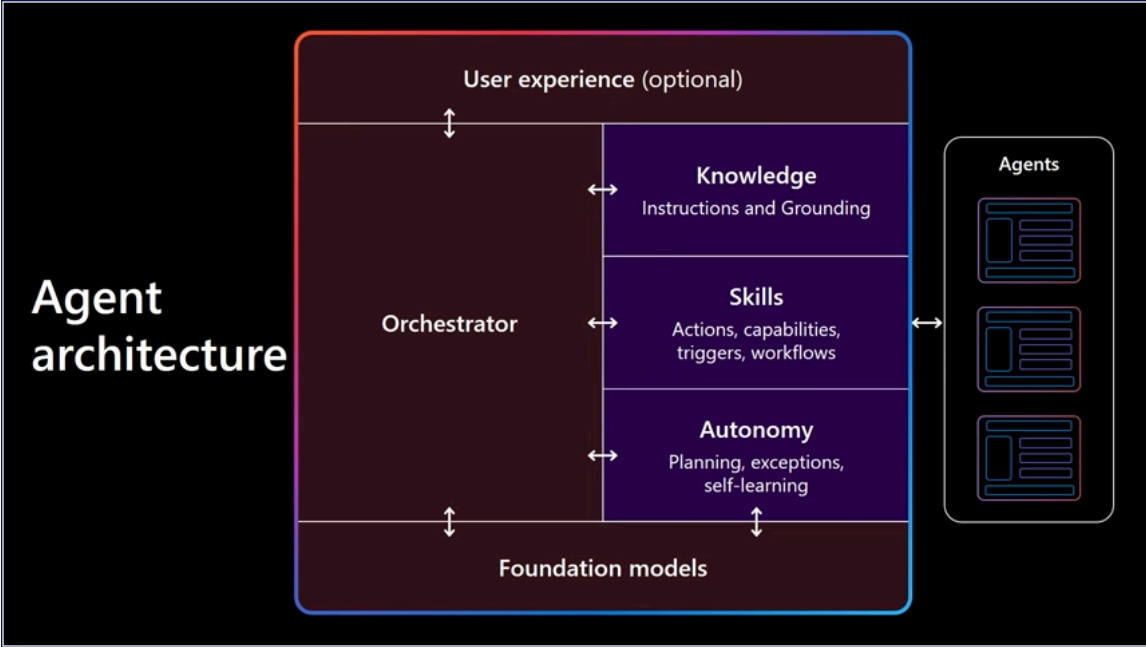 Agent
architecture
User experience (optional)
Orchestrator
Knowledge
Instructions and Grounding
Skills
Actions, capabilities,
triggers, workflows
Autonomy
Planning, exceptions,
self-learning
Foundation models
Agents